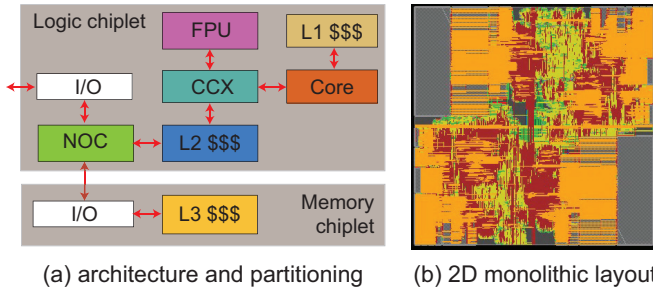 Logic chiplet
FPU
L1 $$$
I/O
CCX
Core
NOC
L2 $$$
I/O
L3 $$$
Memory
chiplet
(a) architecture and partitioning
(b) 2D monolithic layout